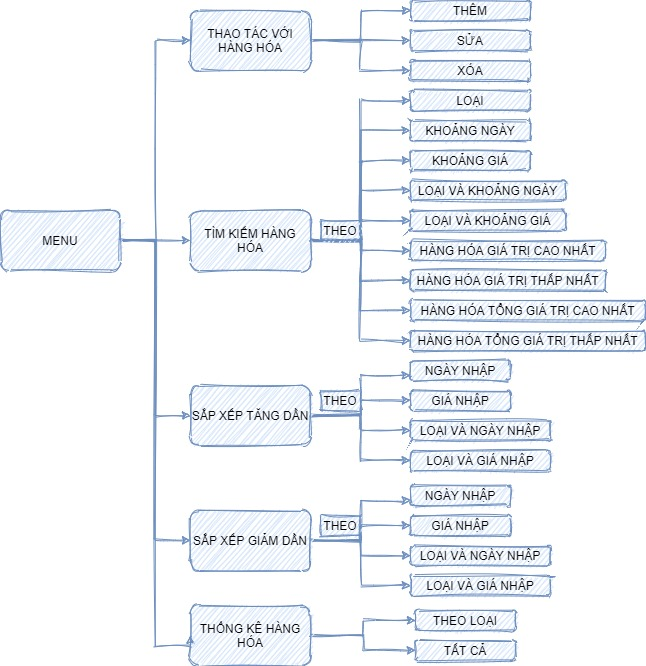 MENU
THAO TÁC VỚI
HÀNG HÓA
THÊM
SỬA
XÓA
TÌM KIẾM HÀNG
HÓA
THEO
LOẠI
KHOẢNG NGÀY
KHOẢNG GIÁ
LOẠI VÀ KHOẢNG NGÀY
LOẠI VÀ KHOẢNG GIÁ
HÀNG HÓA GIÁ TRỊ CAO NHẤT
HÀNG HÓA GIÁ TRỊ THẤP NHẤT
HÀNG HÓA TỔNG GIÁ TRỊ CAO NHẤT
HÀNG HÓA TỔNG GIÁ TRỊ THẤP NHẤT
SẮP XẾP TĂNG DẦN
THEO
NGÀY NHẬP
GIÁ NHẬP
LOẠI VÀ NGÀY NHẬP
LOẠI VÀ GIÁ NHẬP
SẮP XẾP GIẢM DẦN
THEO
NGÀY NHẬP
GIÁ NHẬP
LOẠI VÀ NGÀY NHẬP
LOẠI VÀ GIÁ NHẬP
THỐNG KÊ HÀNG
HÓA
THEO LOẠI
TẤT CẢ